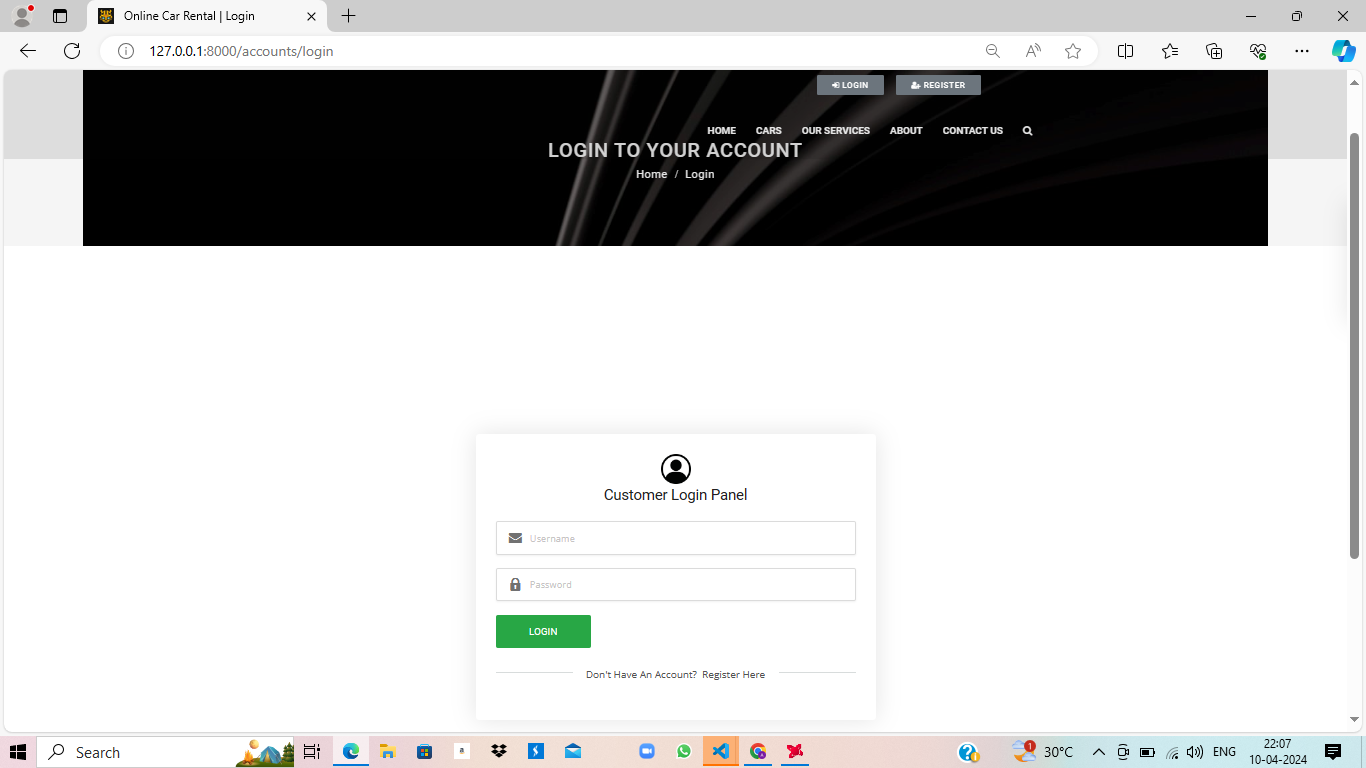 Online Car Rental | Login
127.0.0.1:8000/accounts/login
LOGIN
REGISTER
HOME
CARS
OUR SERVICES
ABOUT
CONTACT US
LOGIN TO YOUR ACCOUNT
Home / Login
Customer Login Panel
Username
Password
LOGIN
Don't Have An Account? Register Here
Search
a
1
30°C
ENG
22:07
10-04-2024